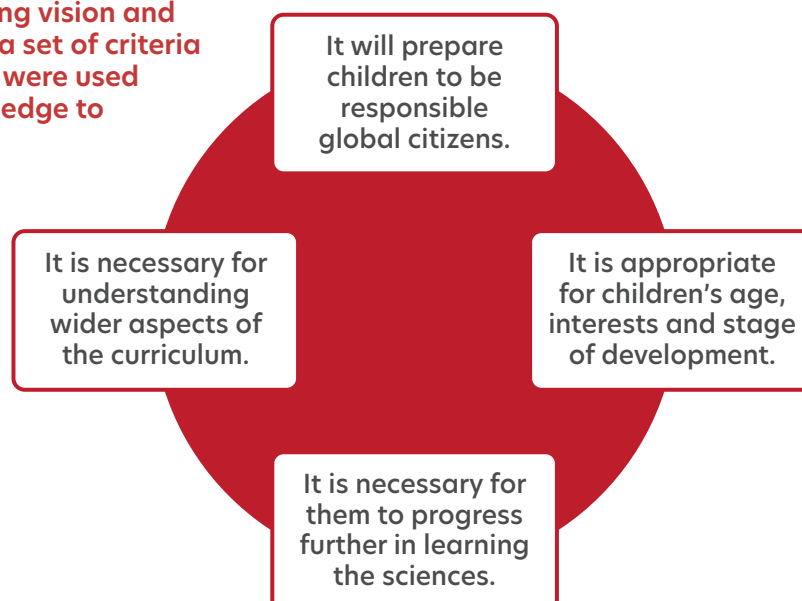 ng vision and
a set of criteria
were used
edge to
It will prepare
children to be
responsible
global citizens.
It is necessary for
understanding
wider aspects of
the curriculum.
It is appropriate
for children's age,
interests and stage
of development.
It is necessary for
them to progress
further in learning
the sciences.